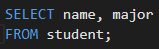 SELECT name, major
FROM student;